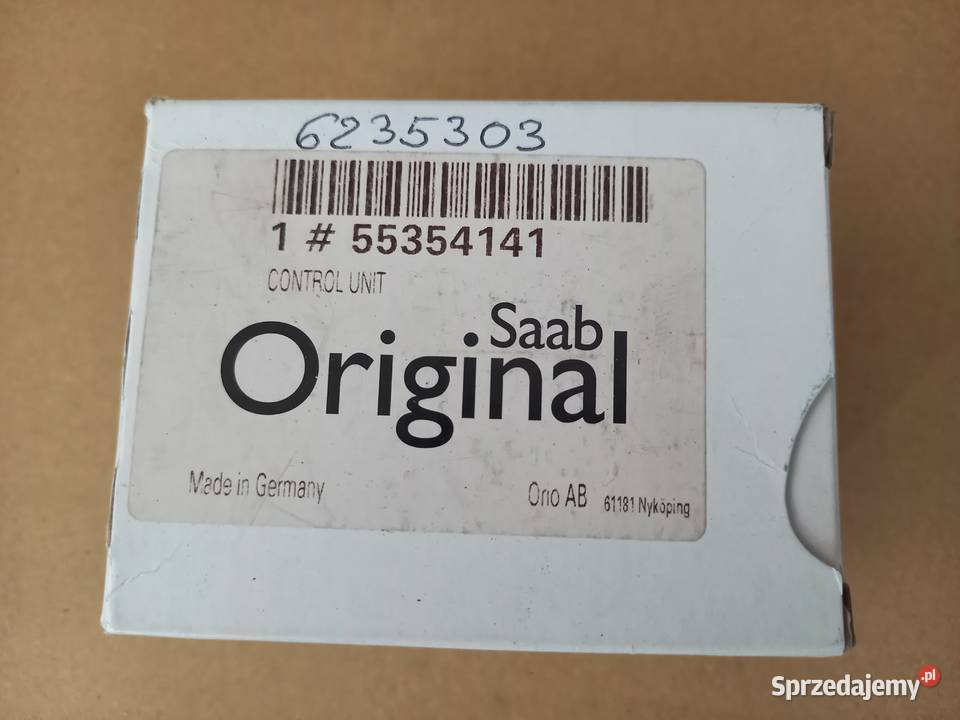 6235303
1 # 55354141
CONTROL UNIT
Saab
Original
Made in Germany
Orio AB 61181 Nyköping
Sprzedajemy.pl